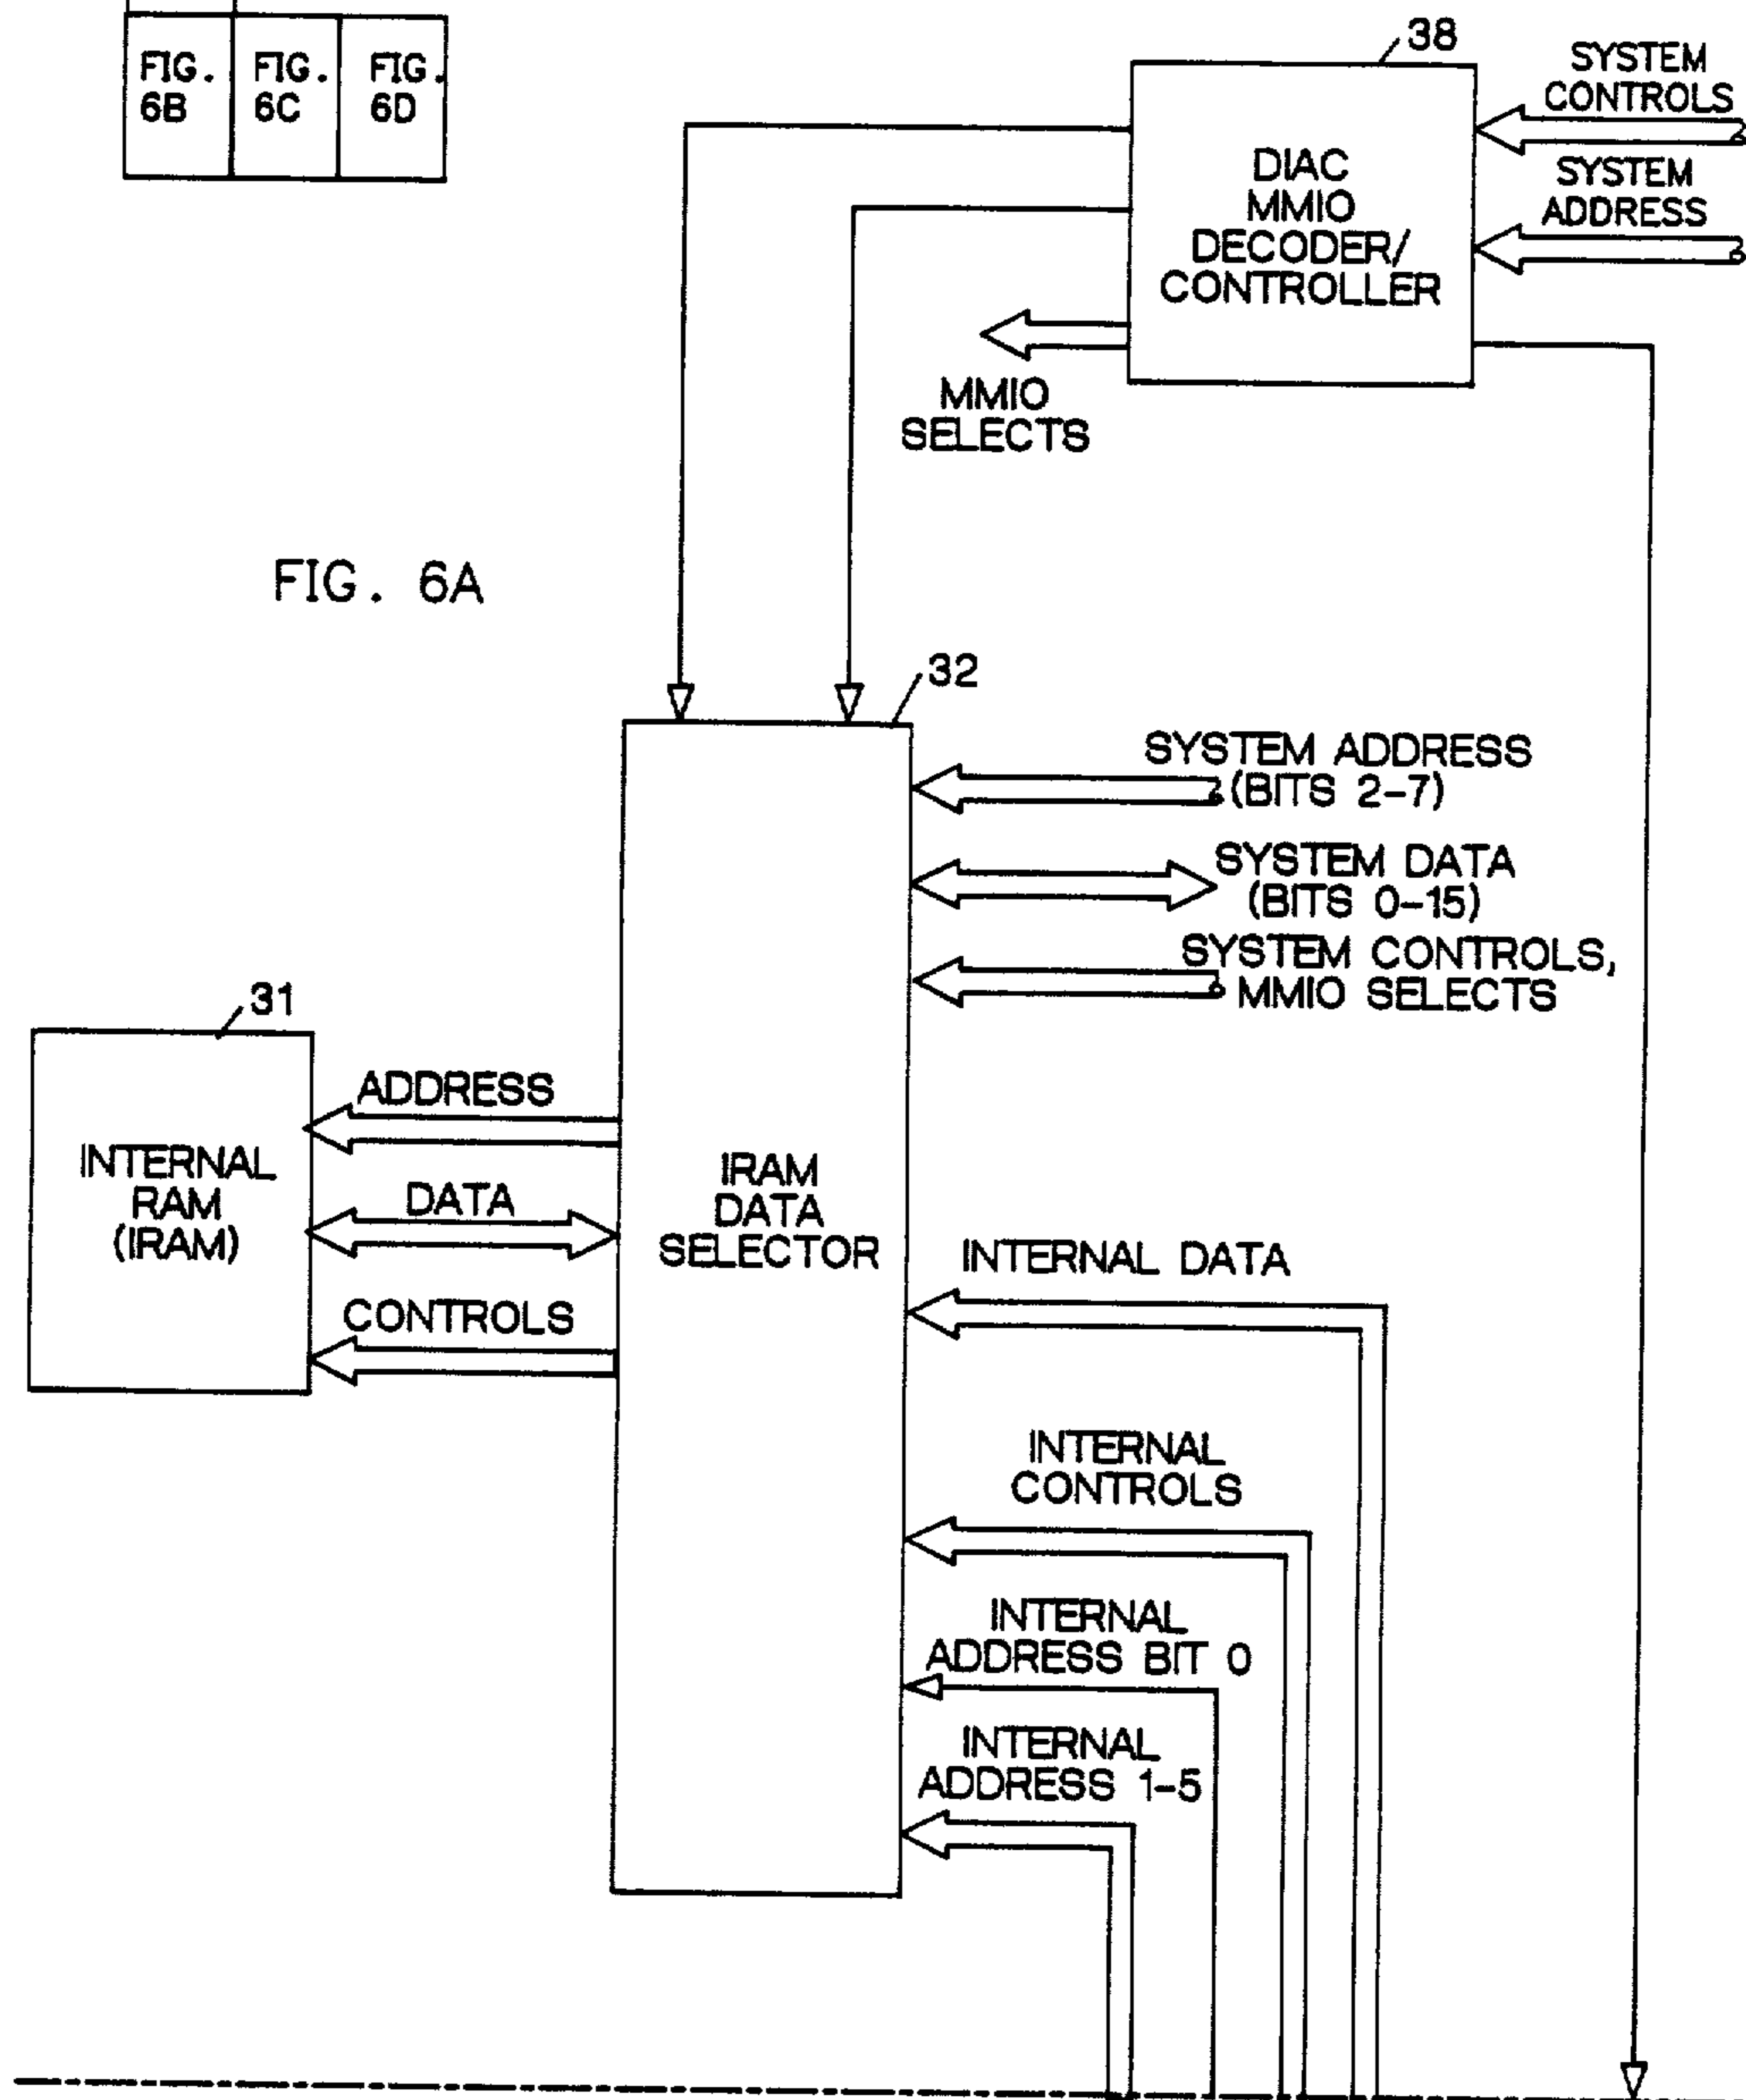 FIG. 6B
FIG. 6C
FIG. 6D
38
SYSTEM
CONTROLS
SYSTEM
ADDRESS
DIAC
MMIO
DECODER/
CONTROLLER
MMIO
SELECTS
FIG. 6A
32
SYSTEM ADDRESS
(BITS 2-7)
SYSTEM DATA
(BITS 0-15)
SYSTEM CONTROLS,
MMIO SELECTS
31
INTERNAL
RAM
(IRAM)
ADDRESS
DATA
CONTROLS
IRAM
DATA
SELECTOR
INTERNAL DATA
INTERNAL
CONTROLS
INTERNAL
ADDRESS BIT 0
INTERNAL
ADDRESS 1-5